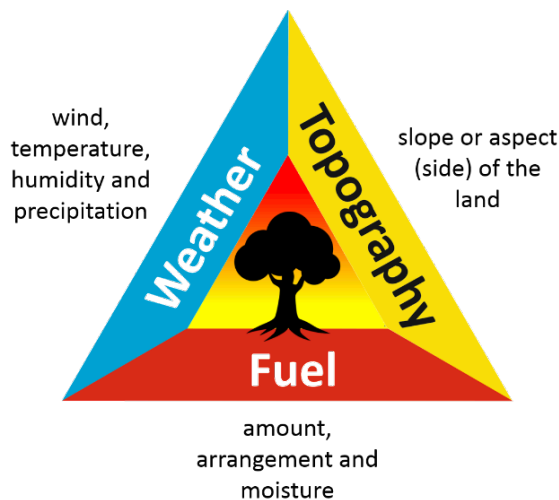 wind,
temperature,
humidity and
precipitation
Weather
Topography
slope or aspect
(side) of the
land
Fuel
amount,
arrangement and
moisture